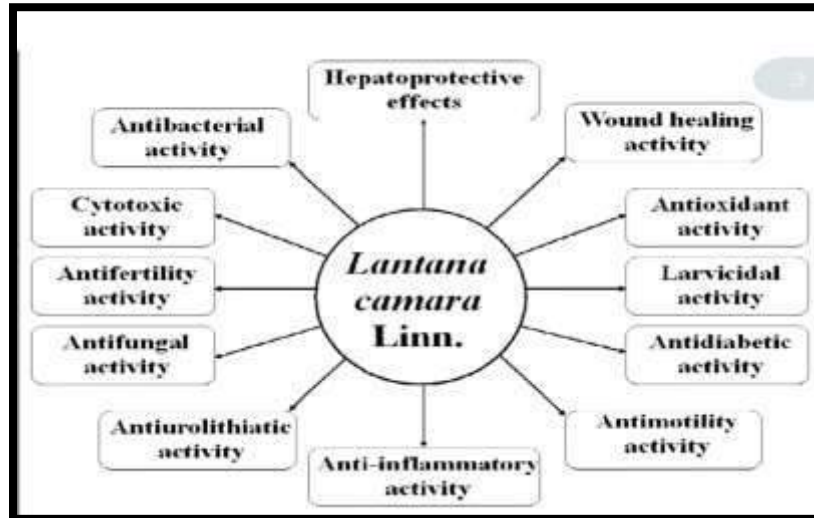 Hepatoprotective
effects
Antibacterial
activity
Wound healing
activity
Cytotoxic
activity
Antioxidant
activity
Lantana
camara
Linn.
Antifertility
activity
Larvicidal
activity
Antifungal
activity
Antidiabetic
activity
Antiurolithiatic
activity
Antimotility
activity
Anti-inflammatory
activity